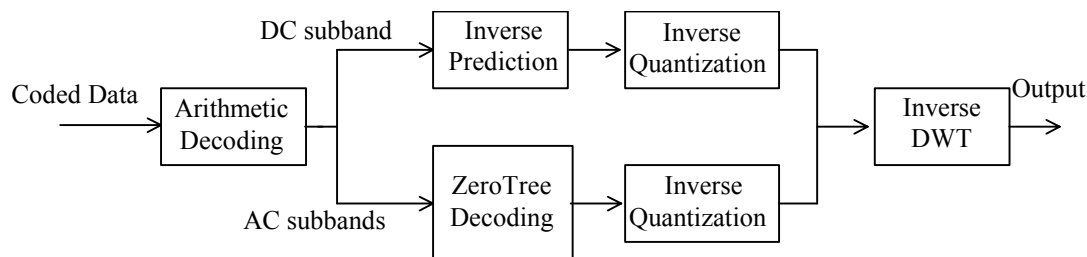 DC subband
Inverse
Prediction
Inverse
Quantization
Coded Data
Arithmetic
Decoding
Inverse
DWT
Output
AC subbands
ZeroTree
Decoding
Inverse
Quantization